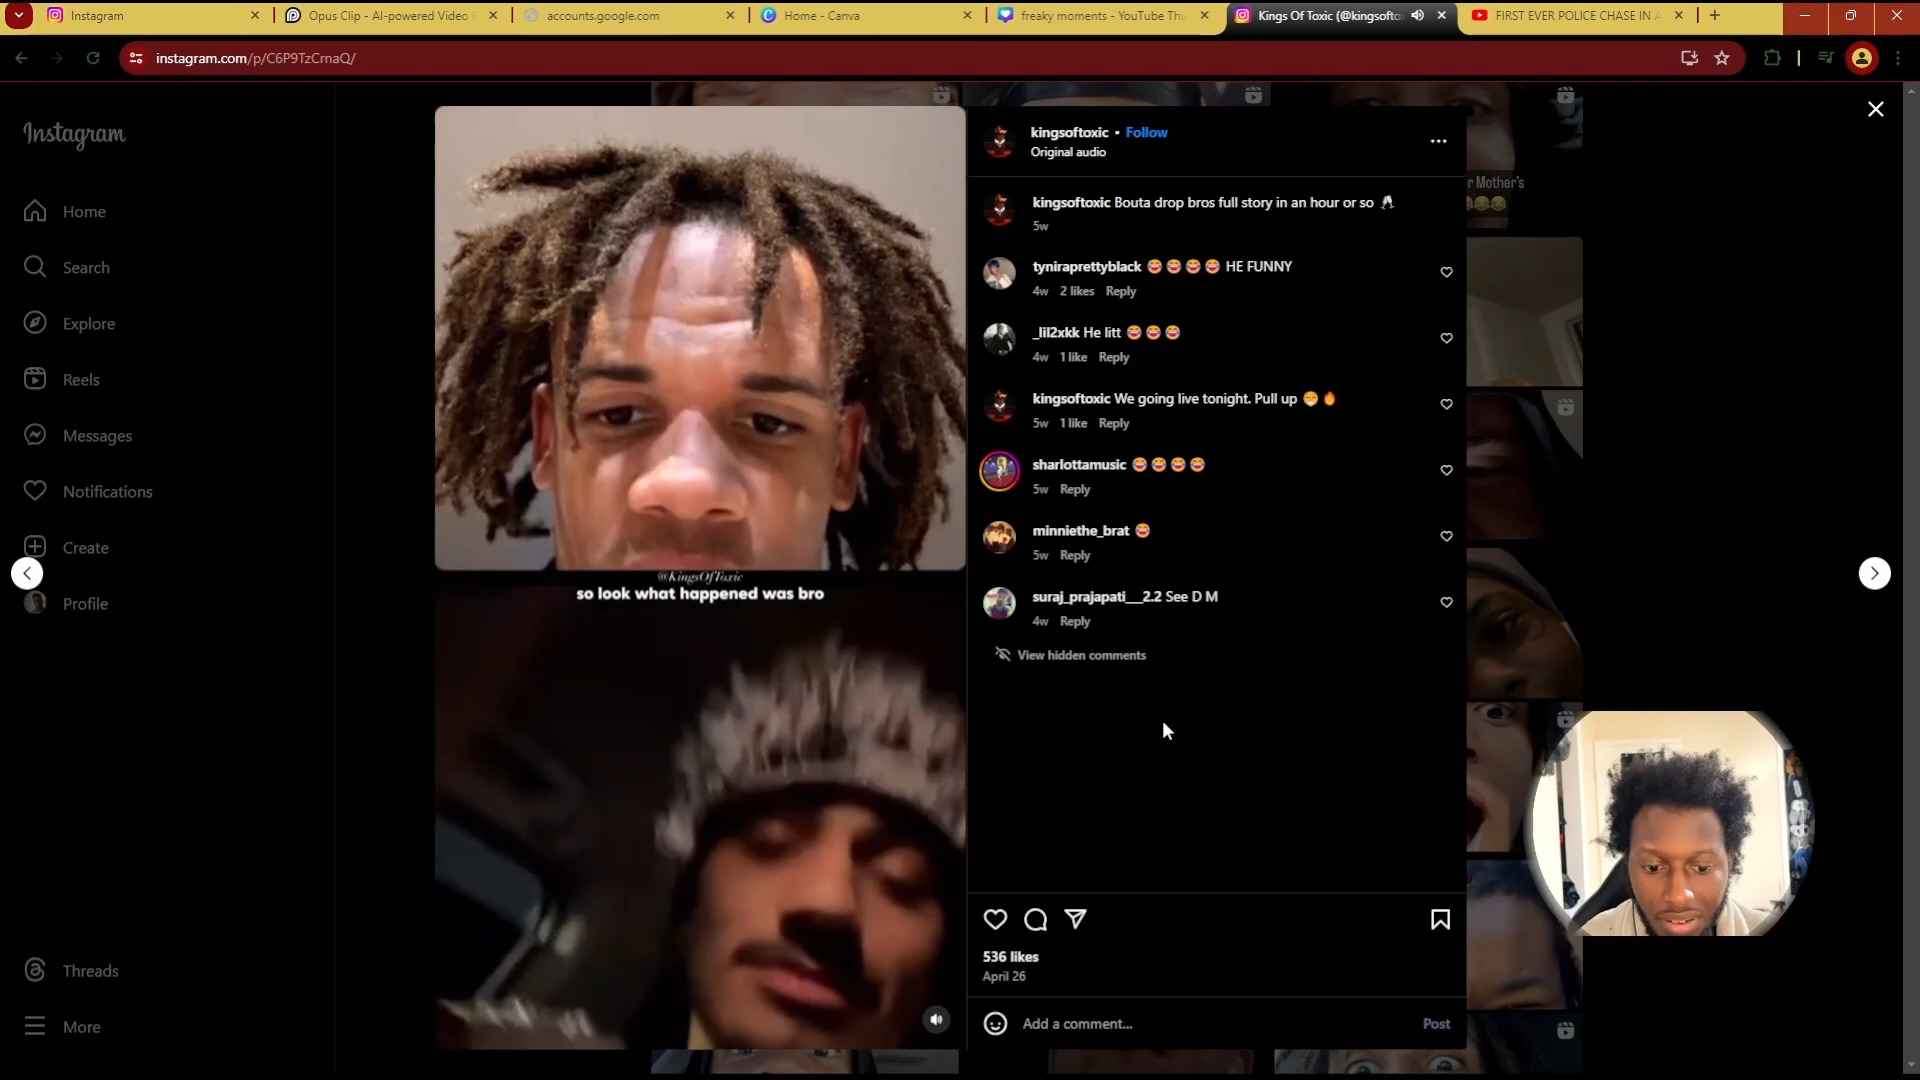 Instagram
Opus Clip - AI-powered Video
accounts.google.com
Home - Canva
freaky moments - YouTube Thu
Kings Of Toxic (@kingsofto
FIRST EVER POLICE CHASE IN
instagram.com/p/C6P9TzCrnaQ/
Instagram
Home
Search
Explore
Reels
Messages
Notifications
Create
Profile
Threads
More
@KingsOfToxic
so look what happened was bro
kingsoftoxic • Follow
Original audio
kingsoftoxic Bouta drop bros full story in an hour or so
5w
tyniraprettyblack 😂😂😂😂 HE FUNNY
4w 2 likes Reply
_lil2xkk He litt 😂😂😂
4w 1 like Reply
kingsoftoxic We going live tonight. Pull up 😁🔥
5w 1 like Reply
sharlottamusic 😂😂😂😂
5w Reply
minniethe_brat 😂
5w Reply
suraj_prajapati__2.2 See D M
4w Reply
View hidden comments
536 likes
April 26
Add a comment...
Post
r Mother's